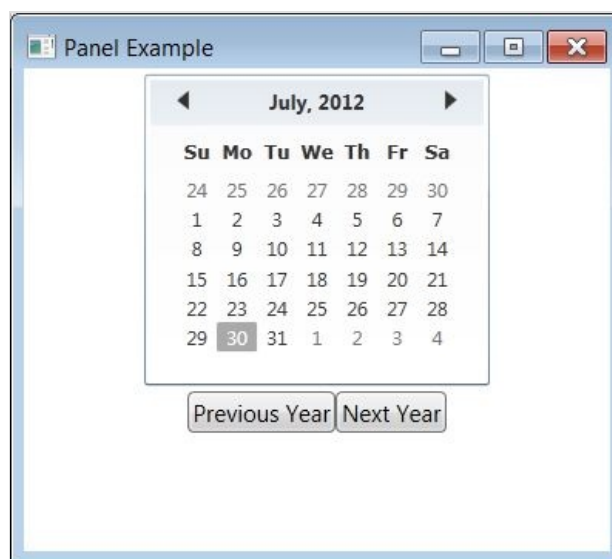 Panel Example
July, 2012
Su Mo Tu We Th Fr Sa
24 25 26 27 28 29 30
1 2 3 4 5 6 7
8 9 10 11 12 13 14
15 16 17 18 19 20 21
22 23 24 25 26 27 28
29 30 31 1 2 3 4
Previous Year Next Year